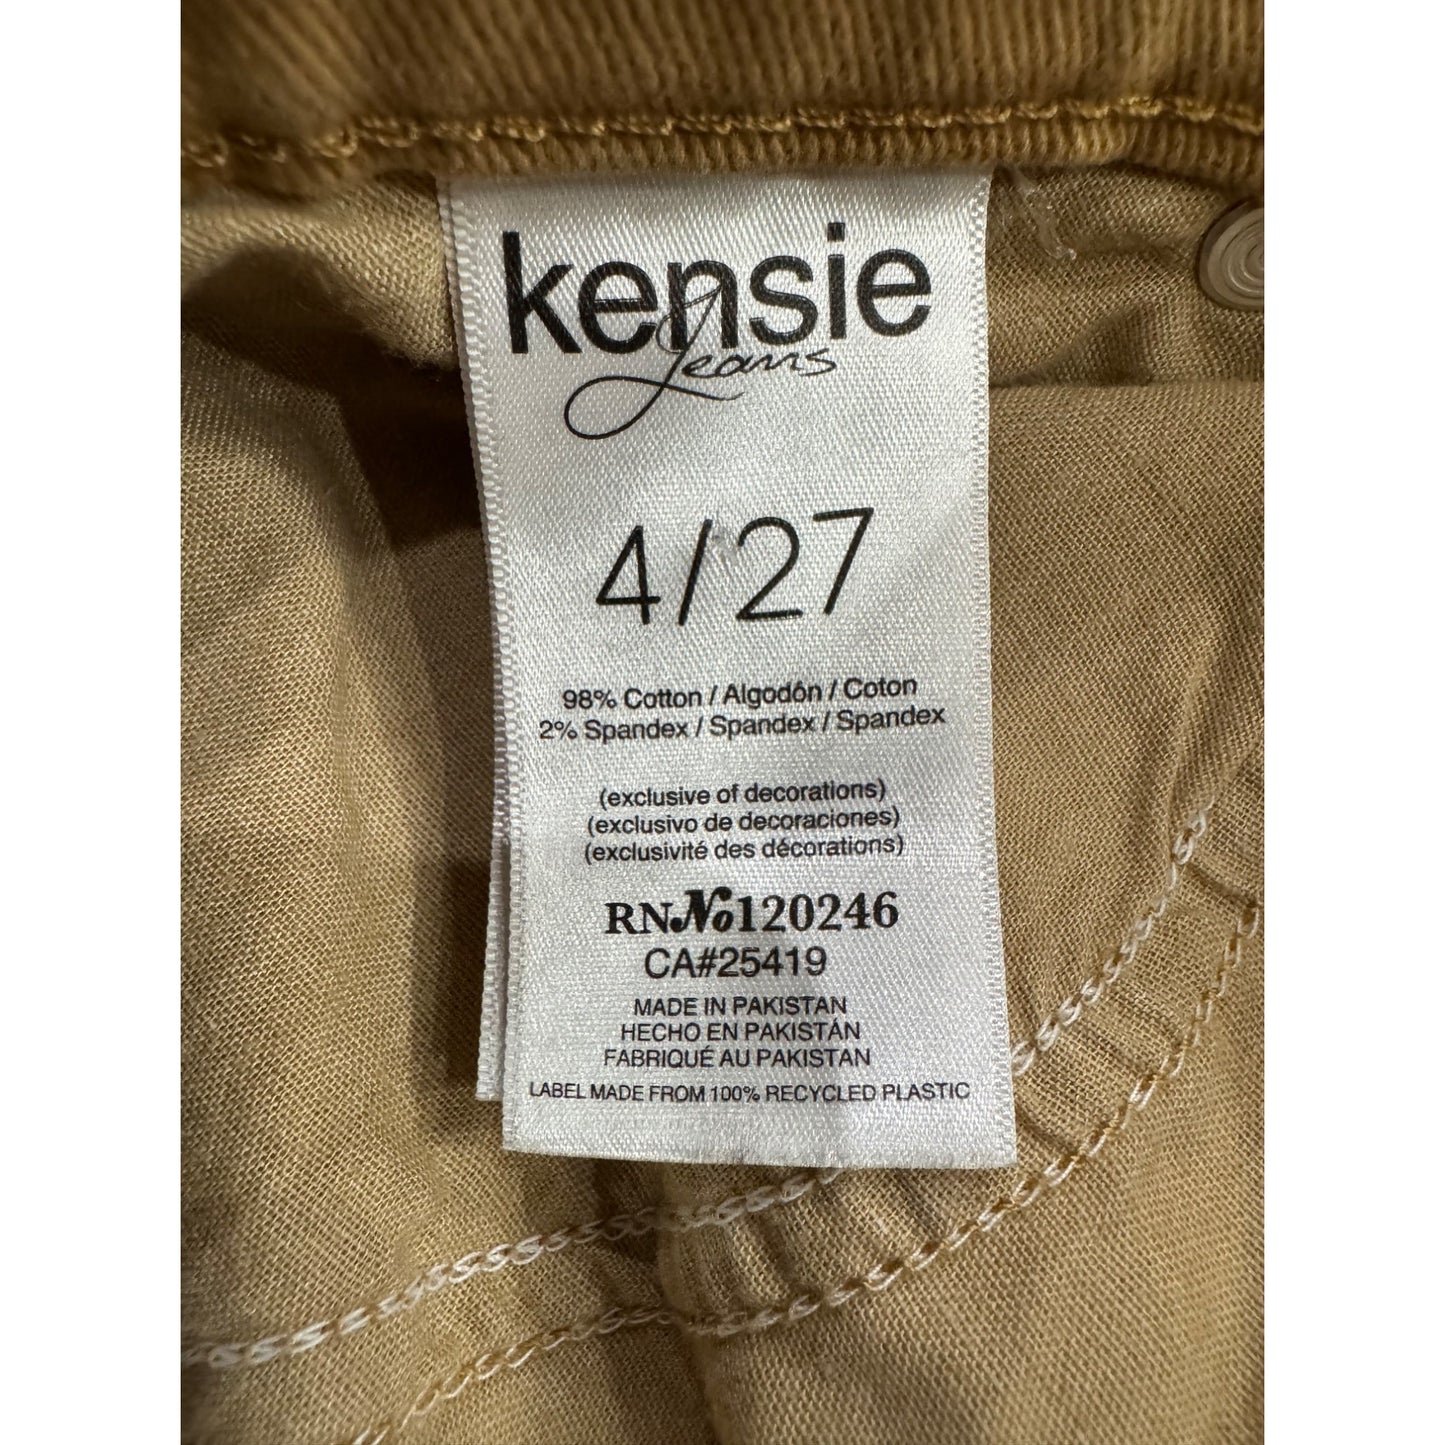 kensie
Jeans
4/27
98% Cotton / Algodón / Coton
2% Spandex / Spandex / Spandex
(exclusive of decorations)
(exclusivo de decoraciones)
(exclusivité des décorations)
RN No 120246
CA#25419
MADE IN PAKISTAN
HECHO EN PAKISTÁN
FABRIQUÉ AU PAKISTAN
LABEL MADE FROM 100% RECYCLED PLASTIC